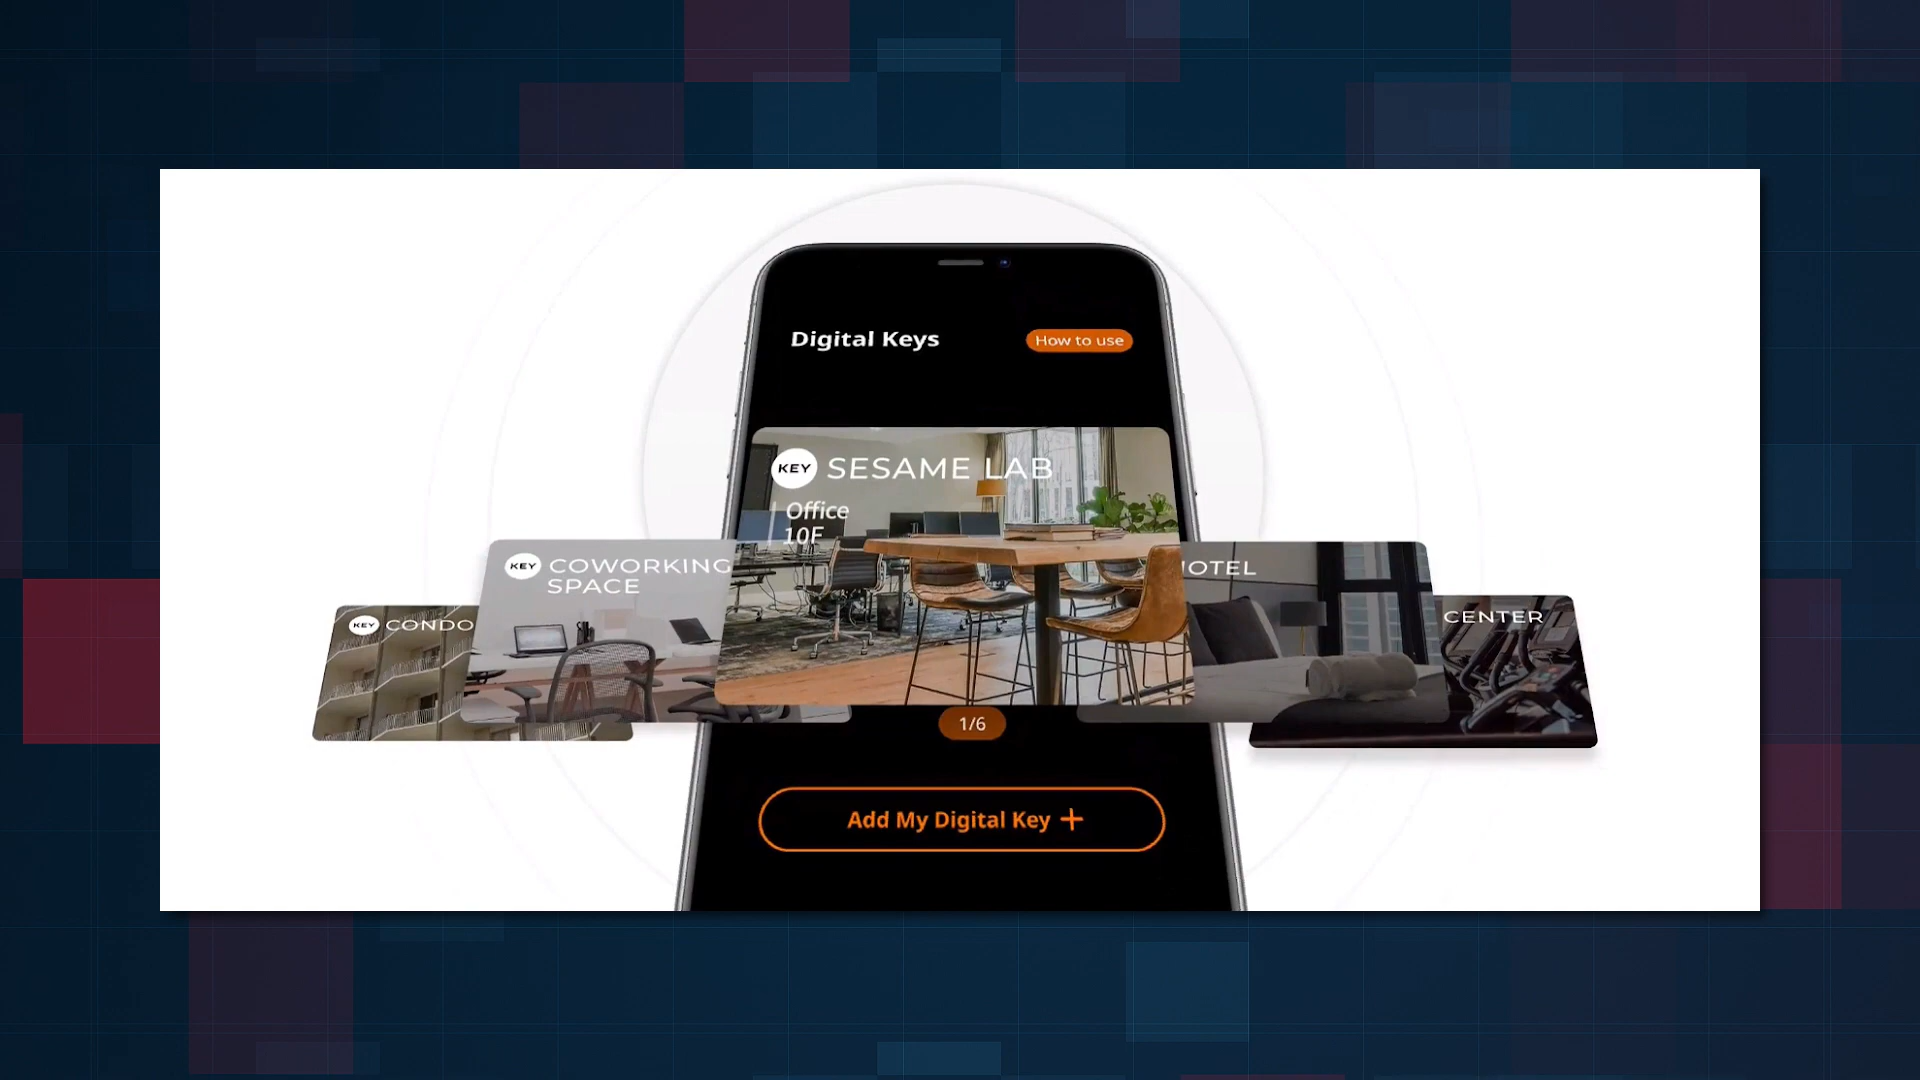 Digital Keys
How to use
KEY SESAME LAB
Office
10F
KEY COWORKING
SPACE
OTEL
KEY CONDO
CENTER
1/6
Add My Digital Key +